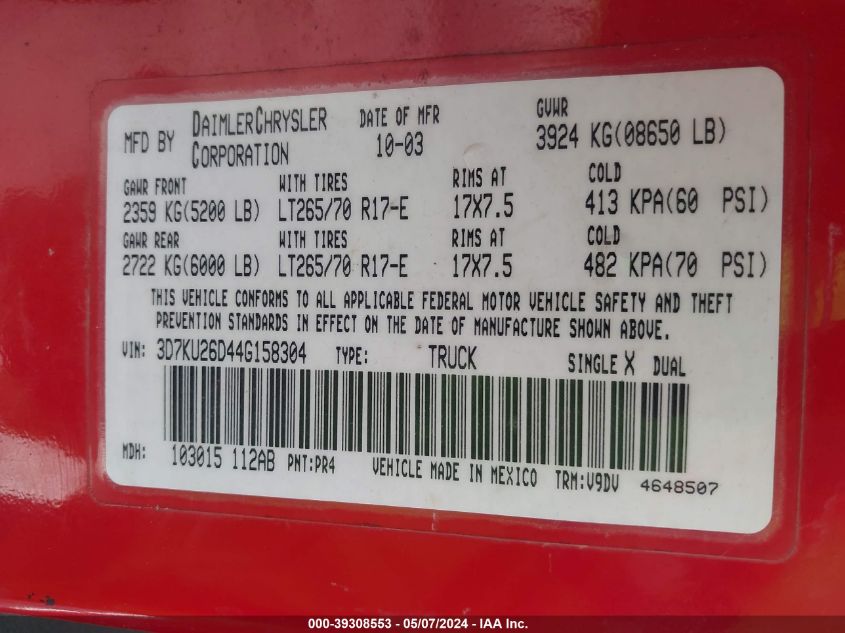 MFD BY DAIMLERCHRYSLER CORPORATION DATE OF MFR 10-03 GVWR 3924 KG(08650 LB)
GAWR FRONT WITH TIRES RIMS AT COLD
2359 KG(5200 LB) LT265/70 R17-E 17X7.5 413 KPA(60 PSI)
GAWR REAR WITH TIRES RIMS AT COLD
2722 KG(6000 LB) LT265/70 R17-E 17X7.5 482 KPA(70 PSI)
THIS VEHICLE CONFORMS TO ALL APPLICABLE FEDERAL MOTOR VEHICLE SAFETY AND THEFT
PREVENTION STANDARDS IN EFFECT ON THE DATE OF MANUFACTURE SHOWN ABOVE.
VIN: 3D7KU26D44G158304 TYPE: TRUCK SINGLE X DUAL
MDH: 103015 112AB PNT:PR4 VEHICLE MADE IN MEXICO TRM:V9DV 4648507
000-39308553 - 05/07/2024 - IAA Inc.